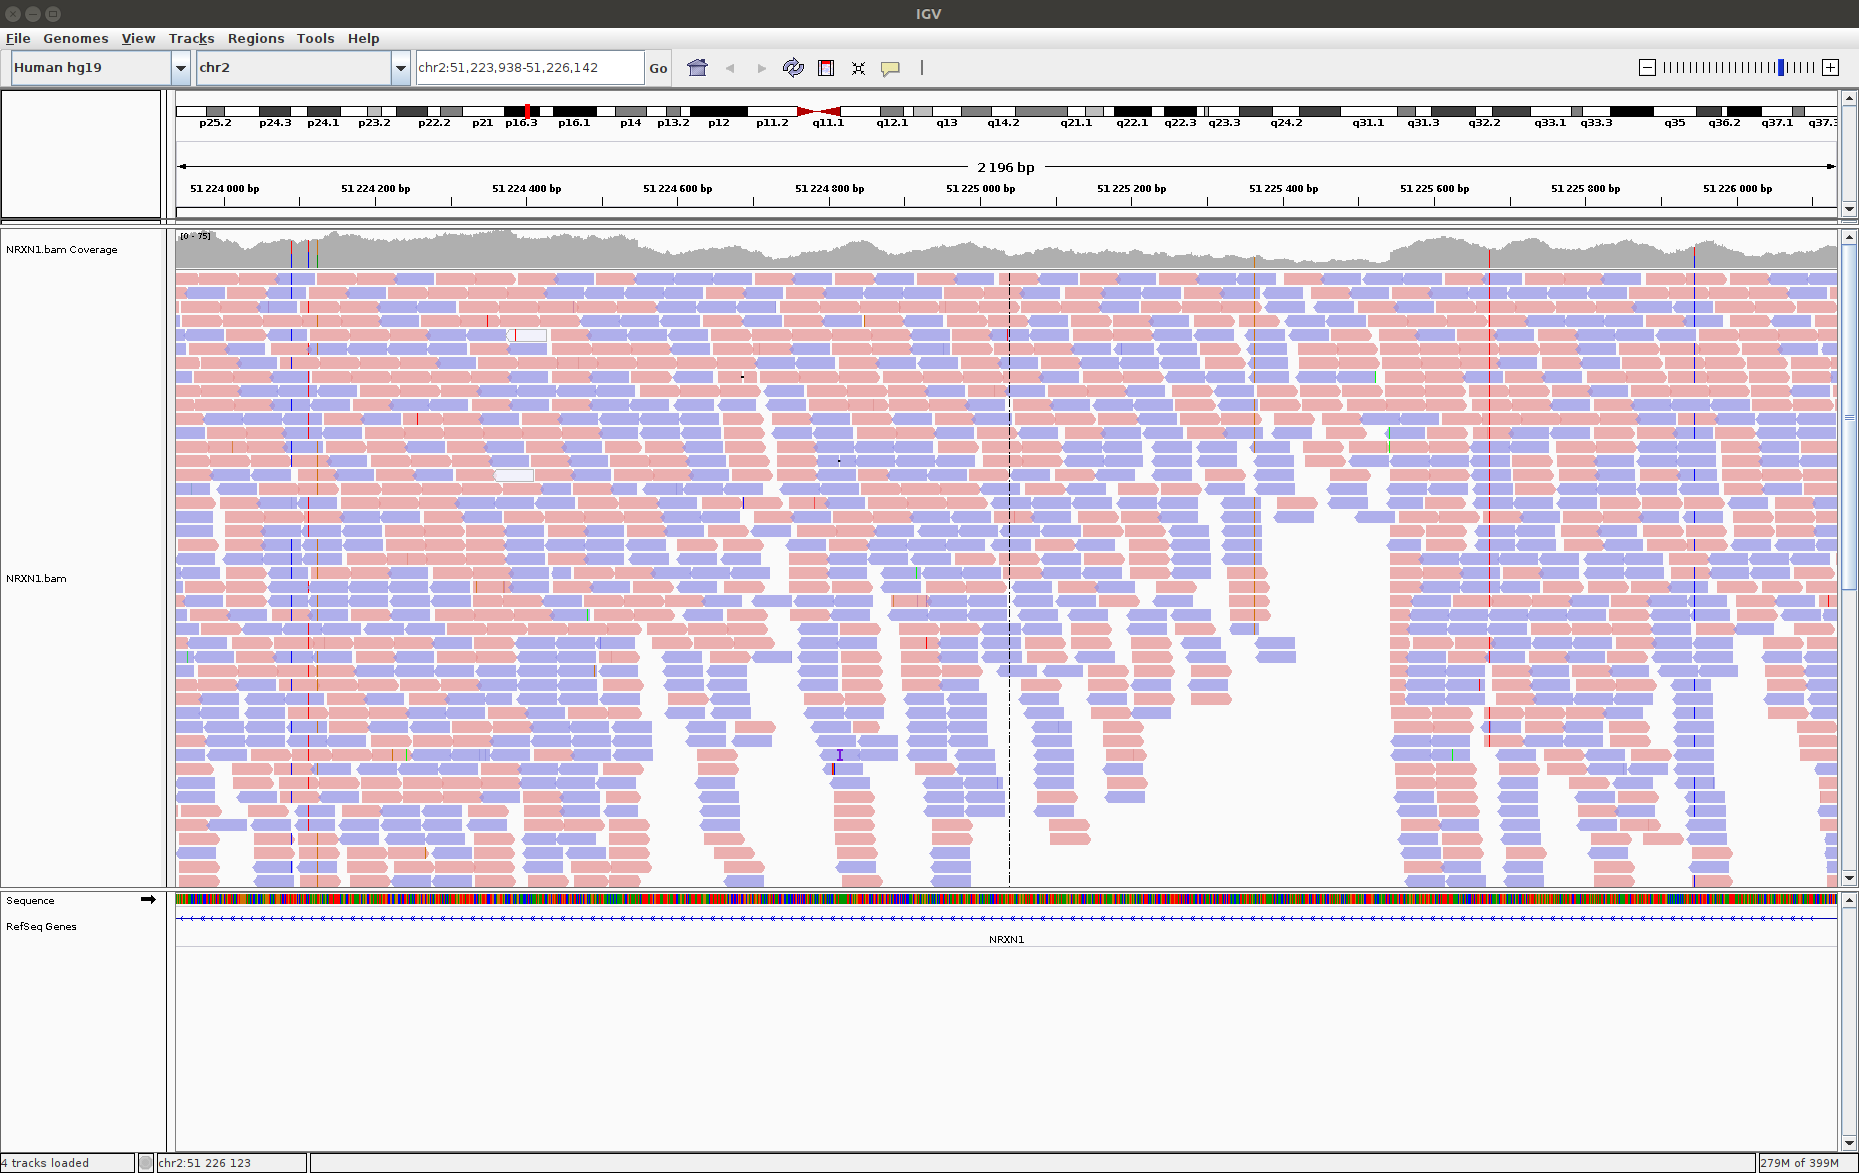 IGV
File Genomes View Tracks Regions Tools Help
Human hg19 chr2 chr2:51,223,938-51,226,142 Go
p25.2 p24.3 p24.1 p23.2 p22.2 p21 p16.3 p16.1 p14 p13.2 p12 p11.2 q11.1 q12.1 q13 q14.2 q21.1 q22.1 q22.3 q23.3 q24.2 q31.1 q31.3 q32.2 q33.1 q33.3 q35 q36.2 q37.1 q37.3
2 196 bp
51 224 000 bp 51 224 200 bp 51 224 400 bp 51 224 600 bp 51 224 800 bp 51 225 000 bp 51 225 200 bp 51 225 400 bp 51 225 600 bp 51 225 800 bp 51 226 000 bp
[0 - 75]
NRXN1.bam Coverage
NRXN1.bam
Sequence
RefSeq Genes
NRXN1
4 tracks loaded chr2:51 226 123 279M of 399M